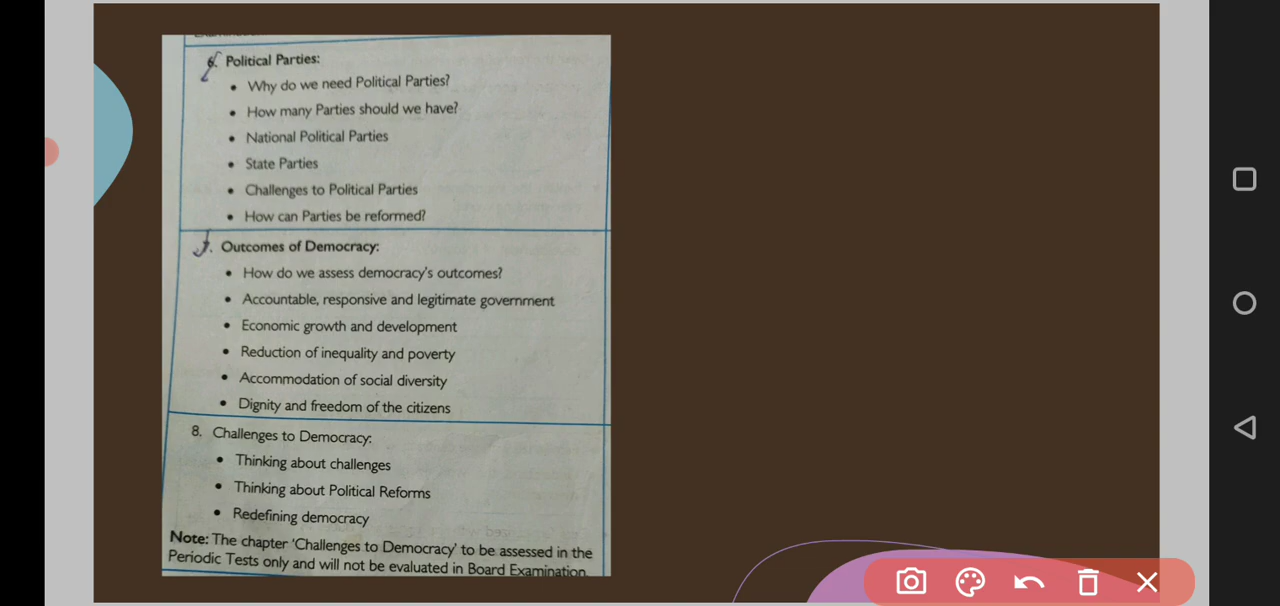 6. Political Parties:
• Why do we need Political Parties?
• How many Parties should we have?
• National Political Parties
• State Parties
• Challenges to Political Parties
• How can Parties be reformed?
7. Outcomes of Democracy:
• How do we assess democracy's outcomes?
• Accountable, responsive and legitimate government
• Economic growth and development
• Reduction of inequality and poverty
• Accommodation of social diversity
• Dignity and freedom of the citizens
8. Challenges to Democracy:
• Thinking about challenges
• Thinking about Political Reforms
• Redefining democracy
Note: The chapter 'Challenges to Democracy' to be assessed in the
Periodic Tests only and will not be evaluated in Board Examination.